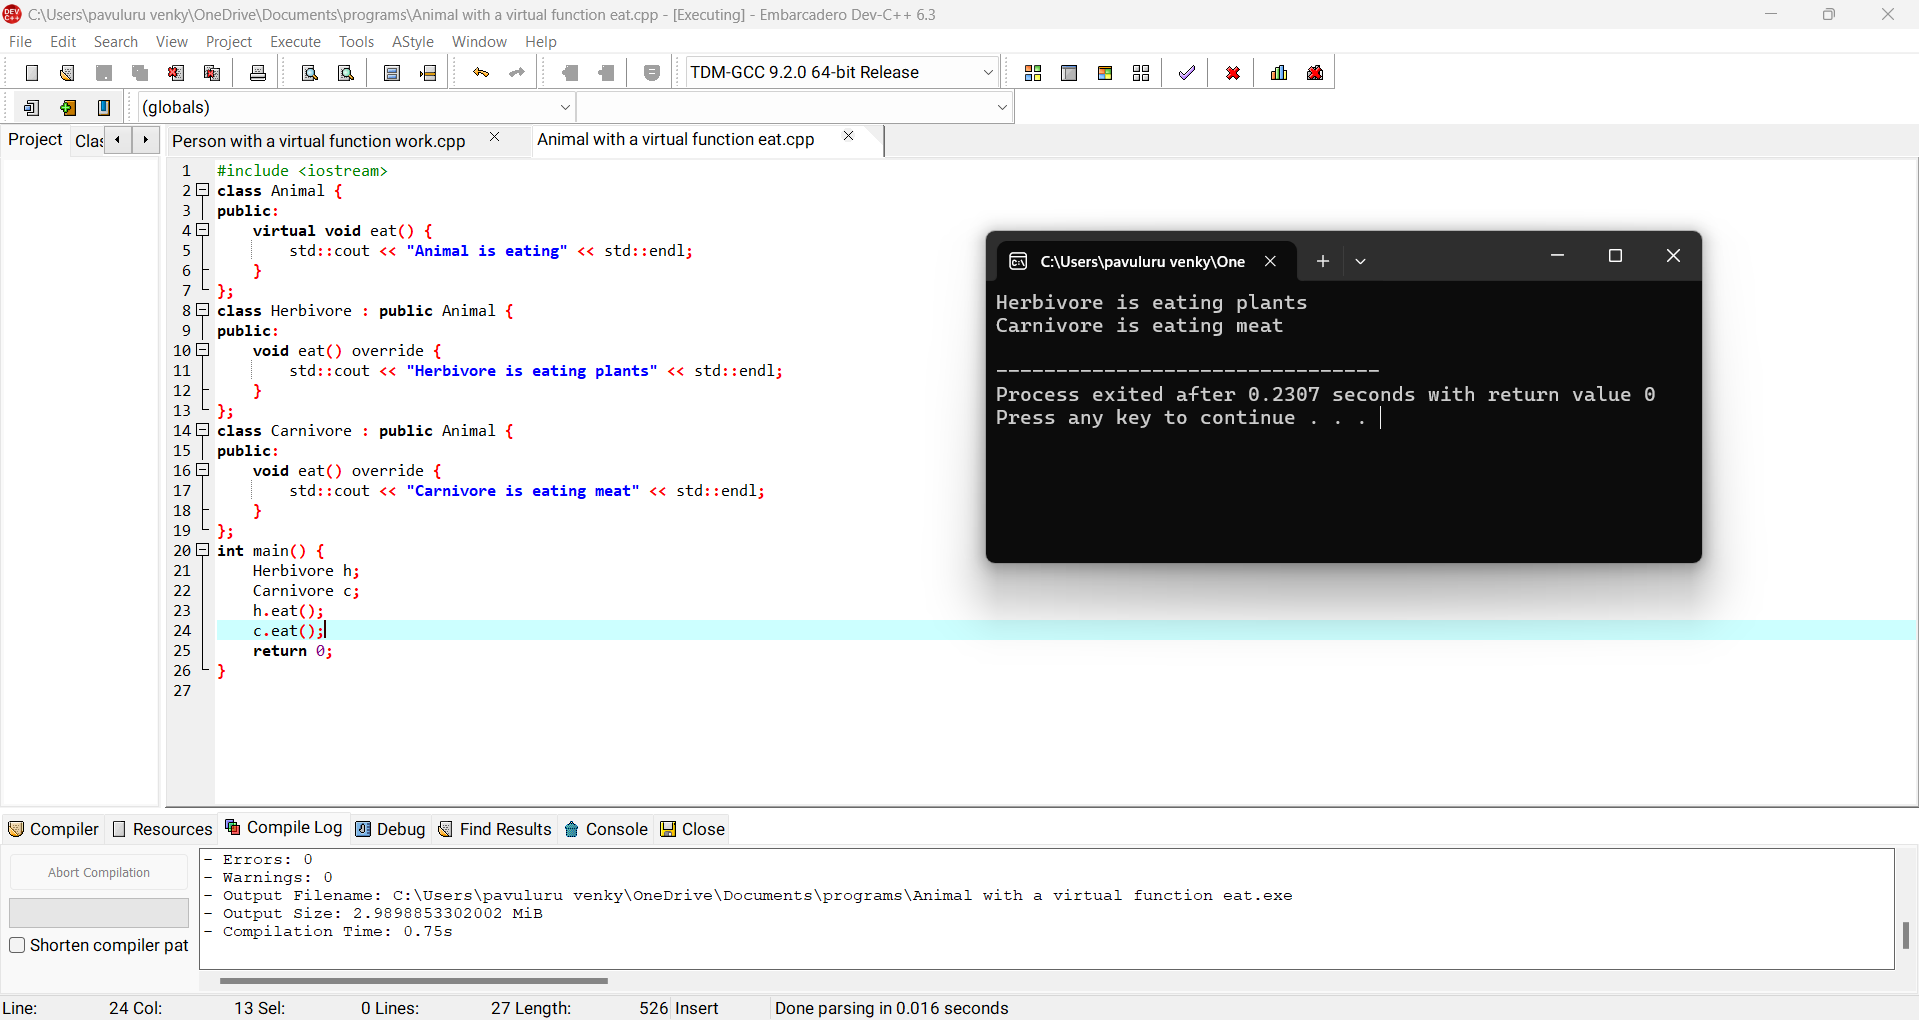 C:\Users\pavuluru venky\OneDrive\Documents\programs\Animal with a virtual function eat.cpp - [Executing] - Embarcadero Dev-C++ 6.3
File Edit Search View Project Execute Tools AStyle Window Help
TDM-GCC 9.2.0 64-bit Release
(globals)
Project Clas
Person with a virtual function work.cpp
Animal with a virtual function eat.cpp
1 #include <iostream>
2 class Animal {
3 public:
4 virtual void eat() {
5 std::cout << "Animal is eating" << std::endl;
6 }
7 };
8 class Herbivore : public Animal {
9 public:
10 void eat() override {
11 std::cout << "Herbivore is eating plants" << std::endl;
12 }
13 };
14 class Carnivore : public Animal {
15 public:
16 void eat() override {
17 std::cout << "Carnivore is eating meat" << std::endl;
18 }
19 };
20 int main() {
21 Herbivore h;
22 Carnivore c;
23 h.eat();
24 c.eat();
25 return 0;
26 }
27
C:\Users\pavuluru venky\One
Herbivore is eating plants
Carnivore is eating meat
--------------------------------
Process exited after 0.2307 seconds with return value 0
Press any key to continue . . .
Compiler Resources Compile Log Debug Find Results Console Close
Abort Compilation
Shorten compiler pat
- Errors: 0
- Warnings: 0
- Output Filename: C:\Users\pavuluru venky\OneDrive\Documents\programs\Animal with a virtual function eat.exe
- Output Size: 2.9898853302002 MiB
- Compilation Time: 0.75s
Line: 24 Col: 13 Sel: 0 Lines: 27 Length: 526 Insert Done parsing in 0.016 seconds